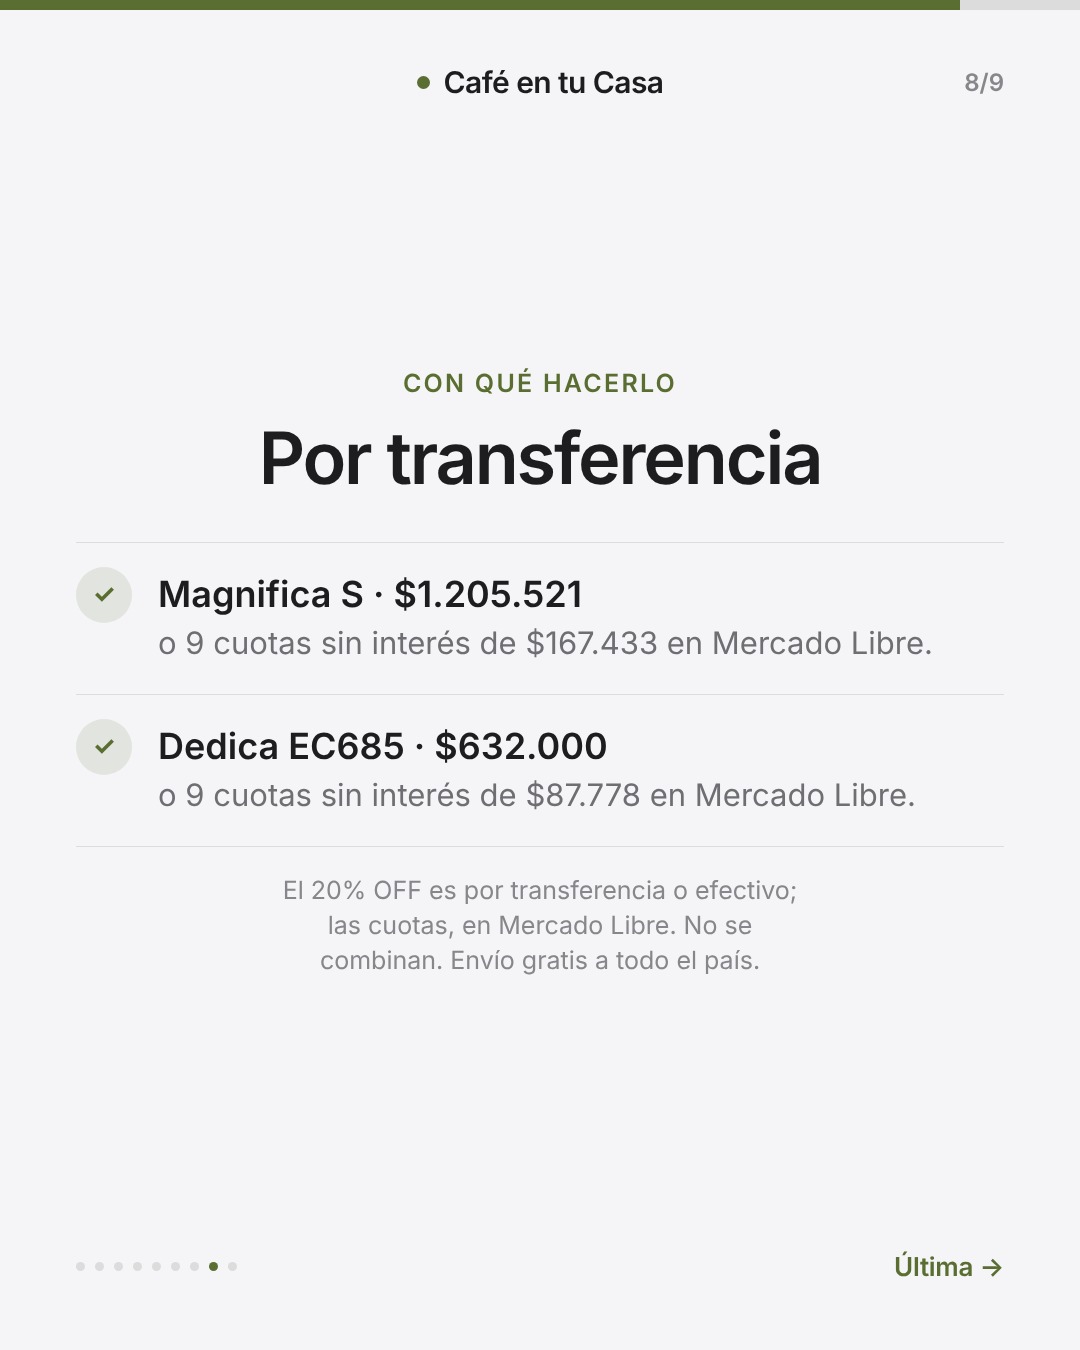 Café en tu Casa
8/9
CON QUÉ HACERLO
Por transferencia
Magnifica S · $1.205.521
o 9 cuotas sin interés de $167.433 en Mercado Libre.
Dedica EC685 · $632.000
o 9 cuotas sin interés de $87.778 en Mercado Libre.
El 20% OFF es por transferencia o efectivo;
las cuotas, en Mercado Libre. No se
combinan. Envío gratis a todo el país.
Última →